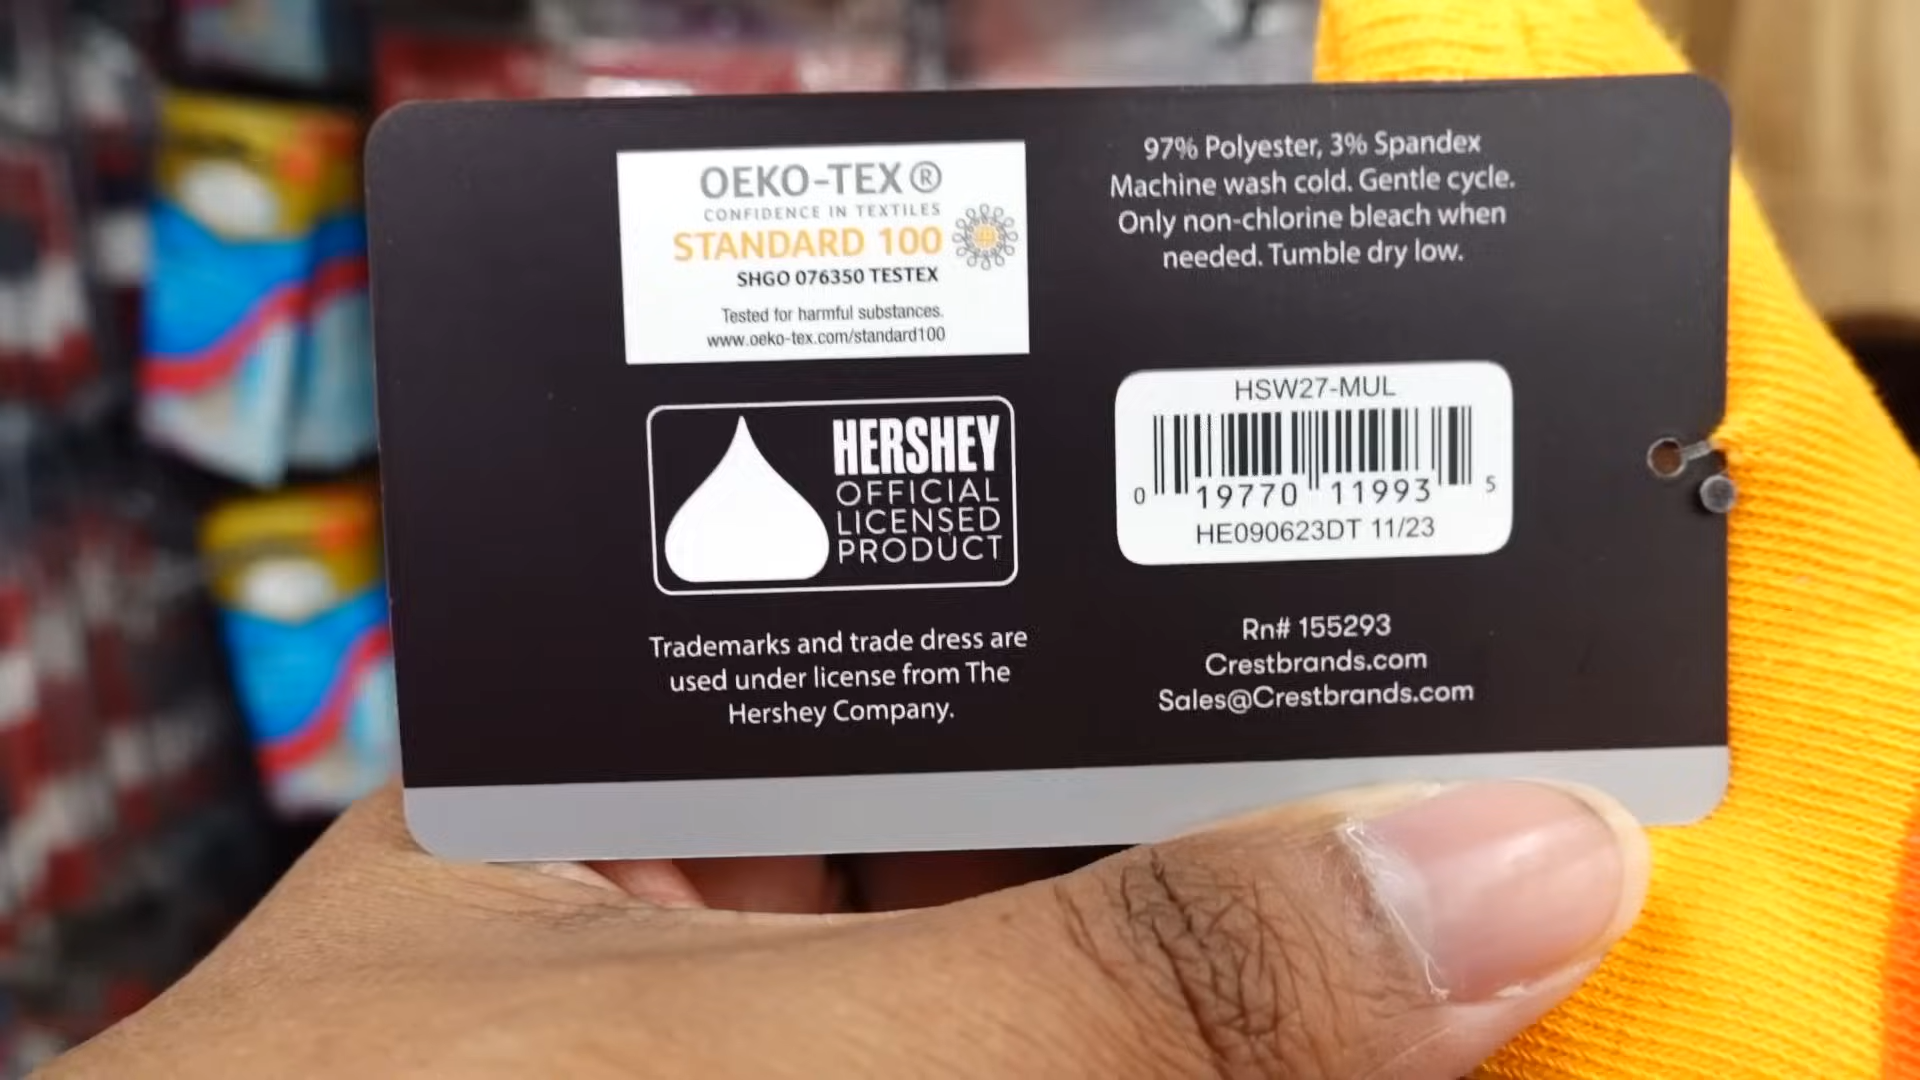 OEKO-TEX®
CONFIDENCE IN TEXTILES
STANDARD 100
SHGO 076350 TESTEX
Tested for harmful substances.
www.oeko-tex.com/standard100
HERSHEY
OFFICIAL
LICENSED
PRODUCT
Trademarks and trade dress are
used under license from The
Hershey Company.
97% Polyester, 3% Spandex
Machine wash cold. Gentle cycle.
Only non-chlorine bleach when
needed. Tumble dry low.
HSW27-MUL
0 19770 11993 5
HE090623DT 11/23
Rn# 155293
Crestbrands.com
Sales@Crestbrands.com